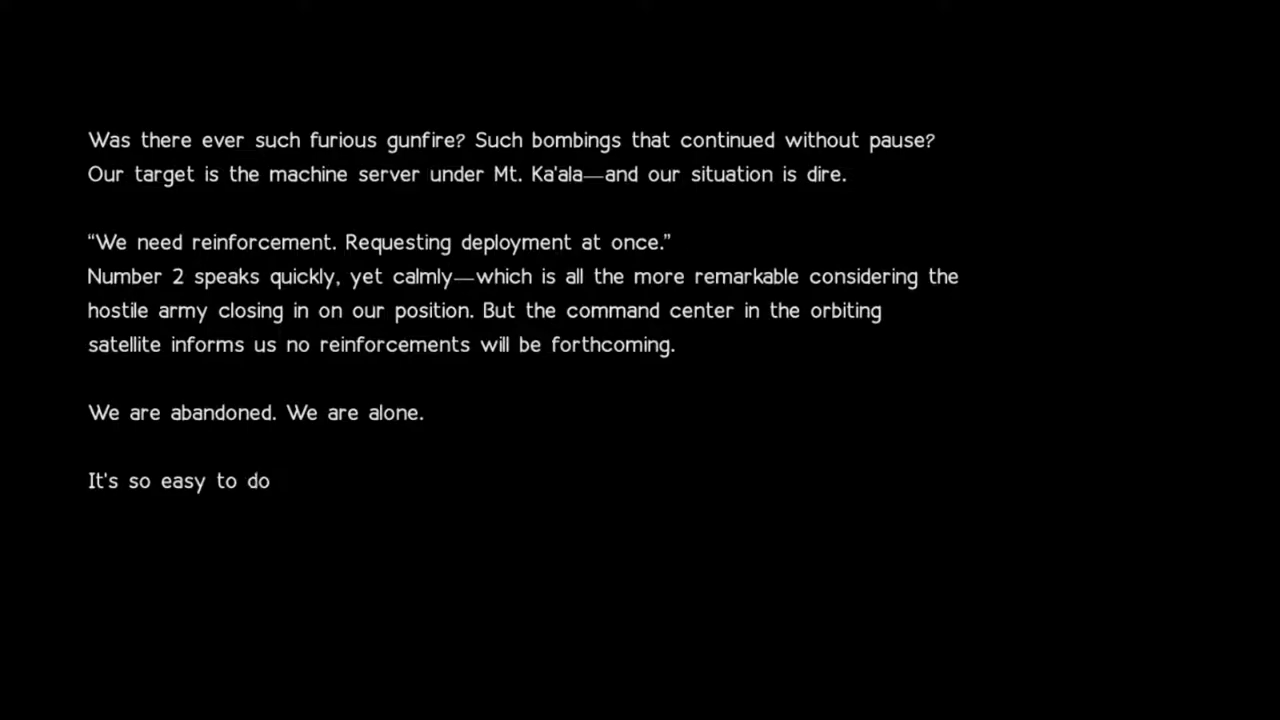 Was there ever such furious gunfire? Such bombings that continued without pause?
Our target is the machine server under Mt. Ka'ala—and our situation is dire.
“We need reinforcement. Requesting deployment at once.”
Number 2 speaks quickly, yet calmly—which is all the more remarkable considering the
hostile army closing in on our position. But the command center in the orbiting
satellite informs us no reinforcements will be forthcoming.
We are abandoned. We are alone.
It's so easy to do